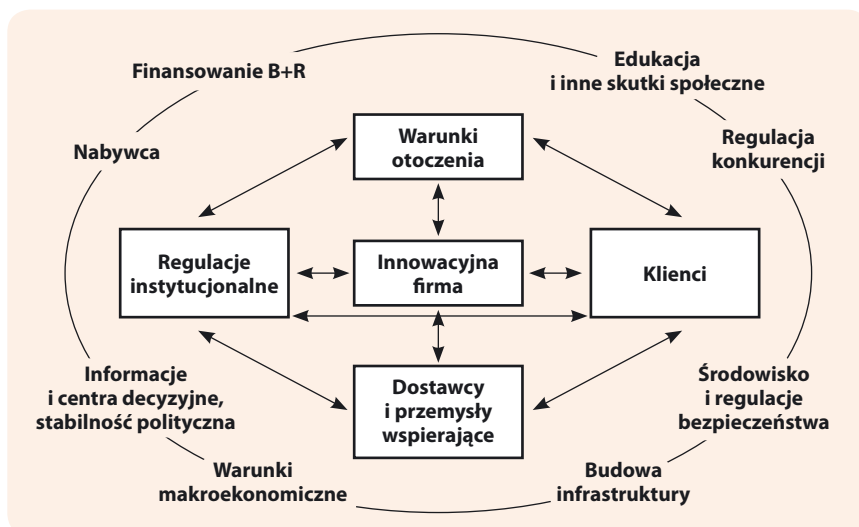 Finansowanie B+R
Edukacja
i inne skutki społeczne
Nabywca
Warunki
otoczenia
Regulacja
konkurencji
Regulacje
instytucjonalne
Innowacyjna
firma
Klienci
Informacje
i centra decyzyjne,
stabilność polityczna
Dostawcy
i przemysły
wspierające
Środowisko
i regulacje
bezpieczeństwa
Warunki
makroekonomiczne
Budowa
infrastruktury